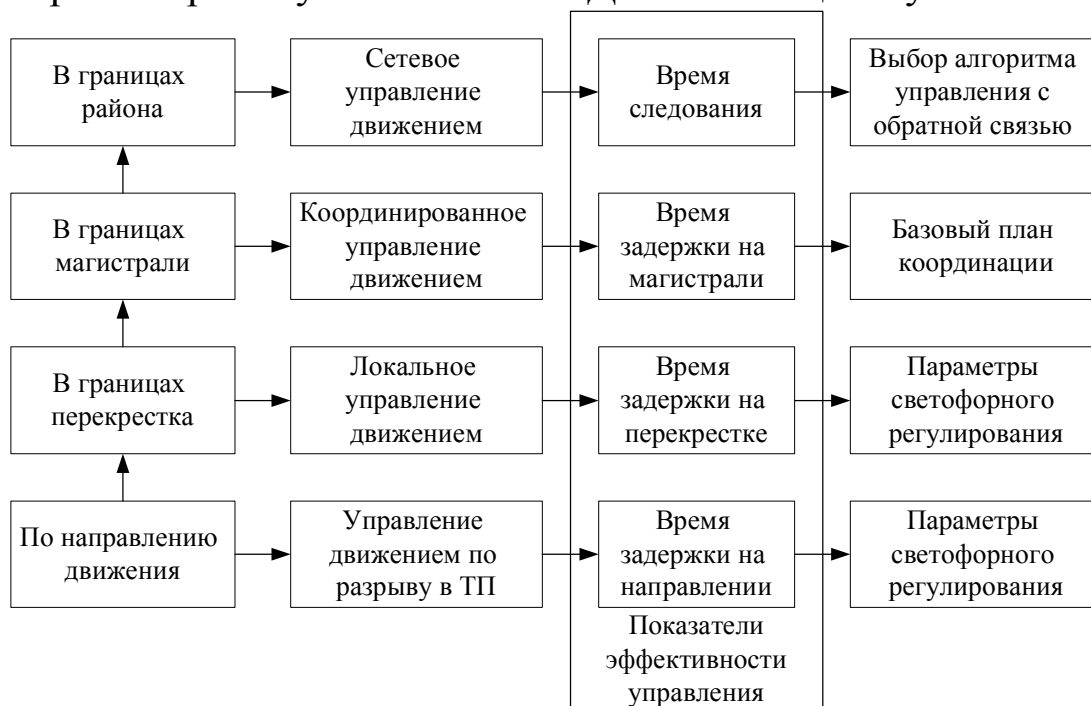 В границах
района
Сетевое
управление
движением
Время
следования
Выбор алгоритма
управления с
обратной связью
В границах
магистрали
Координированное
управление
движением
Время
задержки на
магистрали
Базовый план
координации
В границах
перекрестка
Локальное
управление
движением
Время
задержки на
перекрестке
Параметры
светофорного
регулирования
По направлению
движения
Управление
движением по
разрыву в ТП
Время
задержки на
направлении
Параметры
светофорного
регулирования
Показатели
эффективности
управления